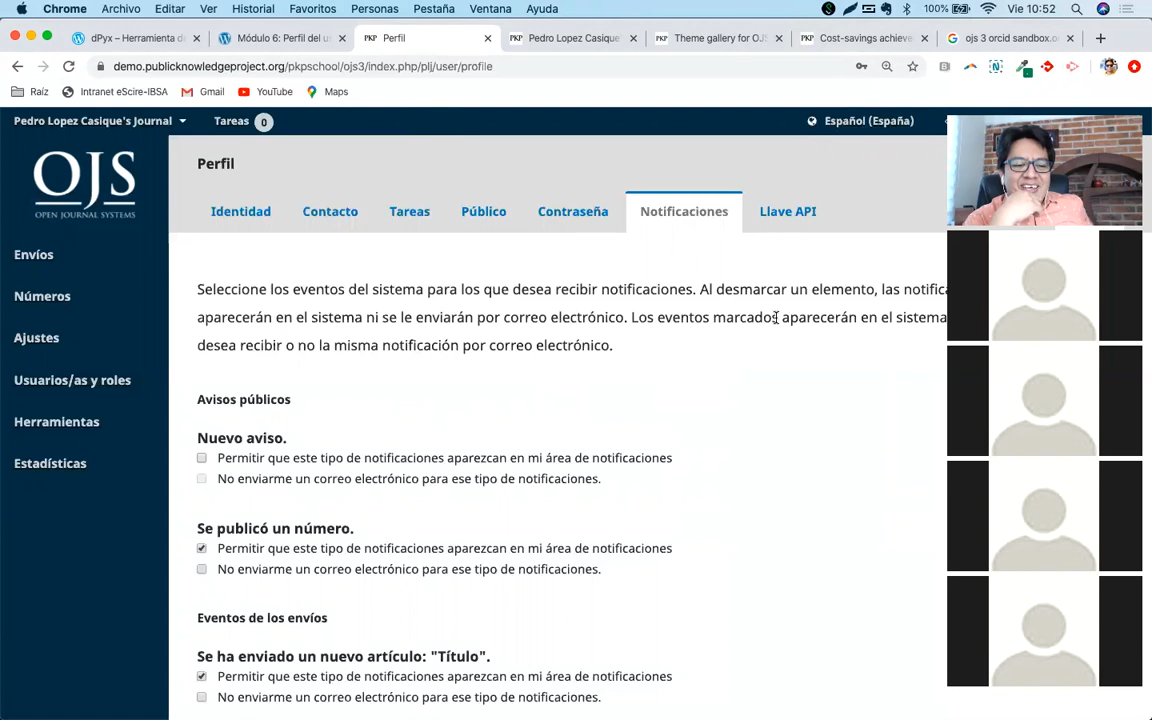 Chrome Archivo Editar Ver Historial Favoritos Personas Pestaña Ventana Ayuda 100% Vie 10:52
dPyx – Herramienta de Módulo 6: Perfil del u PKP Perfil PKP Pedro Lopez Casique' Theme gallery for OJS PKP Cost-savings achieve ojs 3 orcid sandbox.o
demo.publicknowledgeproject.org/pkpschool/ojs3/index.php/plj/user/profile
Raíz Intranet eScire-IBSA Gmail YouTube Maps
Pedro Lopez Casique's Journal Tareas 0 Español (España)
OJS
OPEN JOURNAL SYSTEMS
Envíos
Números
Ajustes
Usuarios/as y roles
Herramientas
Estadísticas
Perfil
Identidad Contacto Tareas Público Contraseña Notificaciones Llave API
Seleccione los eventos del sistema para los que desea recibir notificaciones. Al desmarcar un elemento, las notifica
aparecerán en el sistema ni se le enviarán por correo electrónico. Los eventos marcados aparecerán en el sistema
desea recibir o no la misma notificación por correo electrónico.
Avisos públicos
Nuevo aviso.
Permitir que este tipo de notificaciones aparezcan en mi área de notificaciones
No enviarme un correo electrónico para ese tipo de notificaciones.
Se publicó un número.
Permitir que este tipo de notificaciones aparezcan en mi área de notificaciones
No enviarme un correo electrónico para ese tipo de notificaciones.
Eventos de los envíos
Se ha enviado un nuevo artículo: "Título".
Permitir que este tipo de notificaciones aparezcan en mi área de notificaciones
No enviarme un correo electrónico para ese tipo de notificaciones.